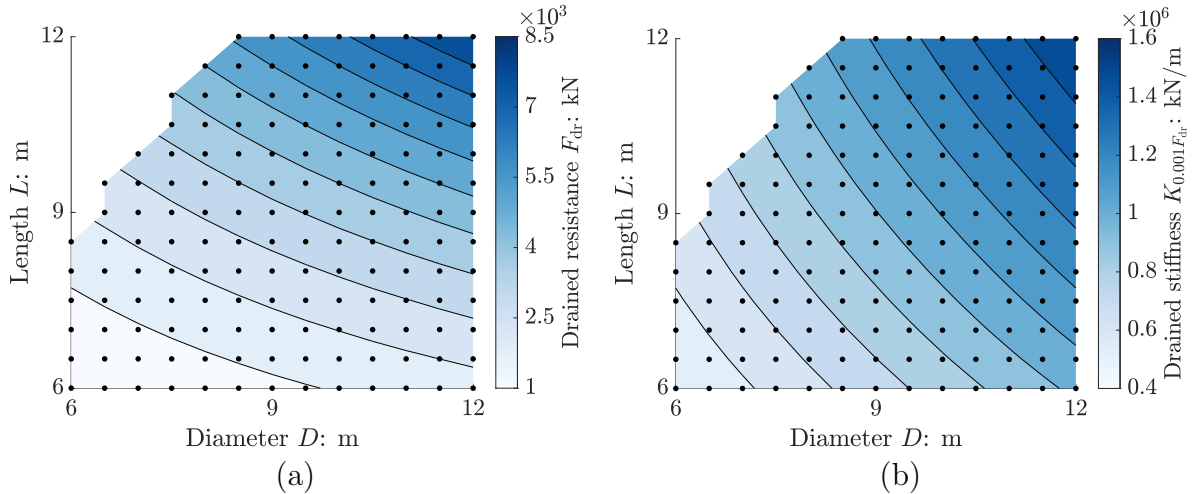 ×10³
12
9
6
Length L: m
6 9 12
Diameter D: m
8.5
7
5.5
4
2.5
1
Drained resistance F_dr: kN
(a)
×10⁶
12
9
6
Length L: m
6 9 12
Diameter D: m
1.6
1.4
1.2
1
0.8
0.6
0.4
Drained stiffness K_0.001F_dr: kN/m
(b)